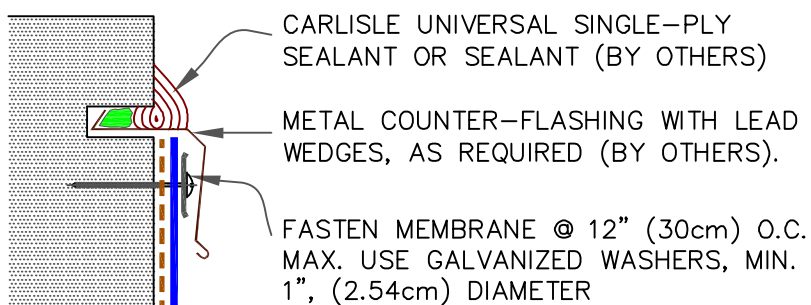 CARLISLE UNIVERSAL SINGLE-PLY
SEALANT OR SEALANT (BY OTHERS)
METAL COUNTER-FLASHING WITH LEAD
WEDGES, AS REQUIRED (BY OTHERS).
FASTEN MEMBRANE @ 12" (30cm) O.C.
MAX. USE GALVANIZED WASHERS, MIN.
1", (2.54cm) DIAMETER